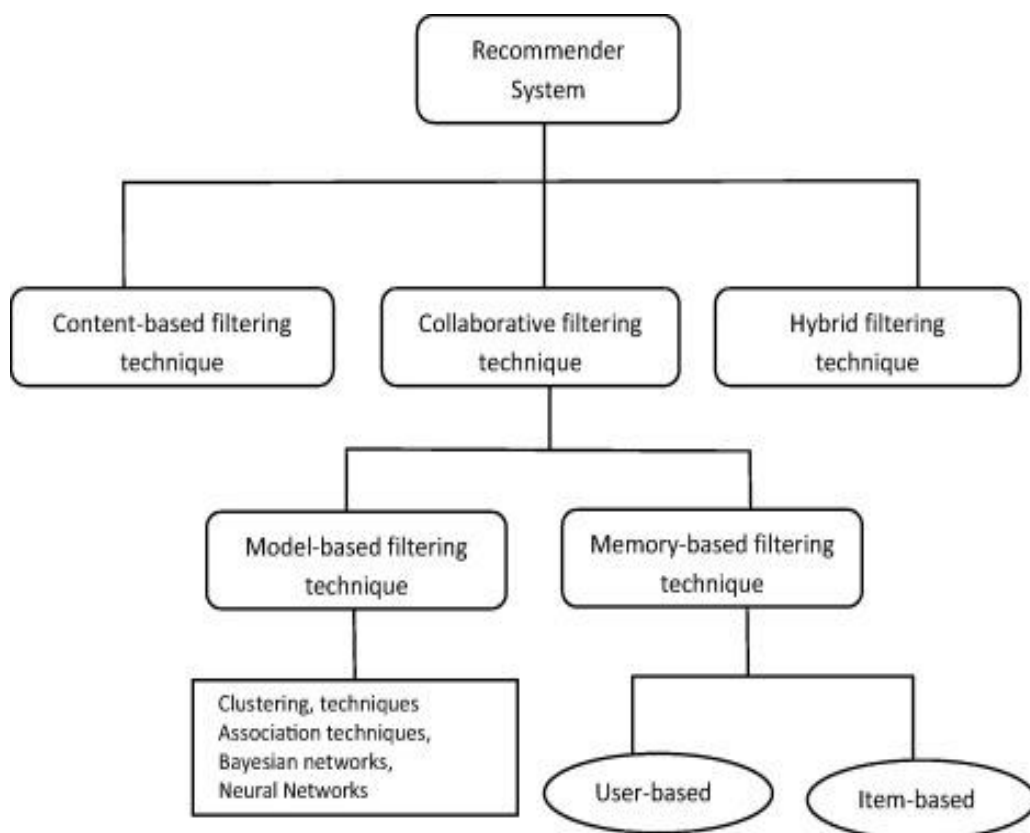 Recommender
System
Content-based filtering
technique
Collaborative filtering
technique
Hybrid filtering
technique
Model-based filtering
technique
Memory-based filtering
technique
Clustering, techniques
Association techniques,
Bayesian networks,
Neural Networks
User-based
Item-based